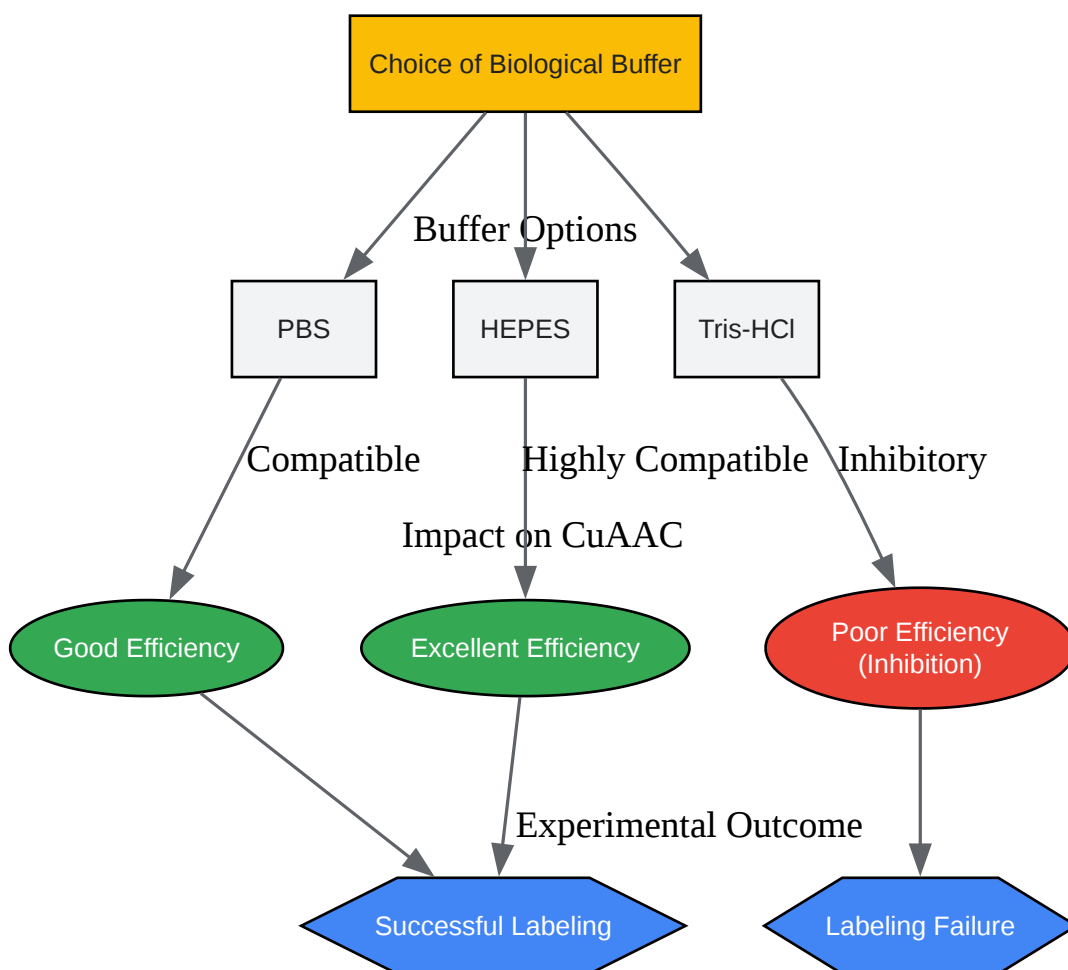 Choice of Biological Buffer
Buffer Options
PBS
HEPES
Tris-HCl
Compatible
Highly Compatible
Inhibitory
Impact on CuAAC
Good Efficiency
Excellent Efficiency
Poor Efficiency
(Inhibition)
Experimental Outcome
Successful Labeling
Labeling Failure